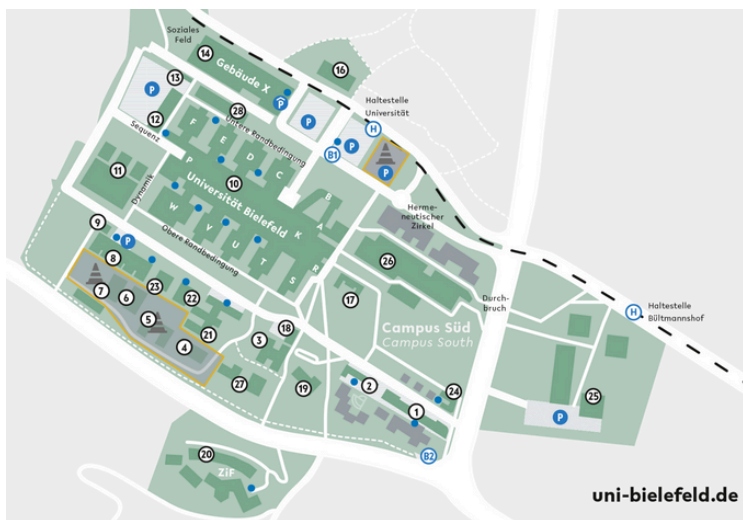 Soziales
Feld
14
Gebäude X
16
13
P
P
P
28
Haltestelle
Universität
H
12
F
E
D
C
Untere Randbedingung
B1
P
P
Sequenz
11
P
10
Universität Bielefeld
B
A
K
Dynamik
W
V
U
T
S
R
Herme-
neutischer
Zirkel
9
P
Obere Randbedingung
26
8
7
6
23
22
17
Durch-
bruch
H
Haltestelle
Bültmannshof
5
21
18
3
Campus Süd
Campus South
4
27
19
2
24
1
25
P
20
ZiF
B2
uni-bielefeld.de